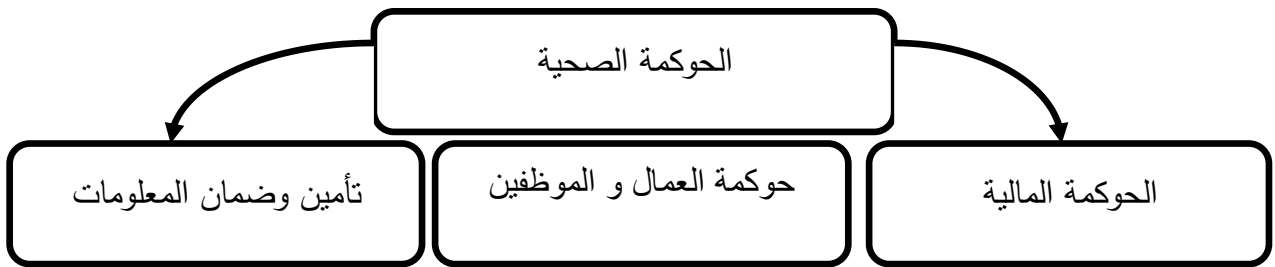 الحوكمة الصحية
الحوكمة المالية
حوكمة العمال و الموظفين
تأمين وضمان المعلومات